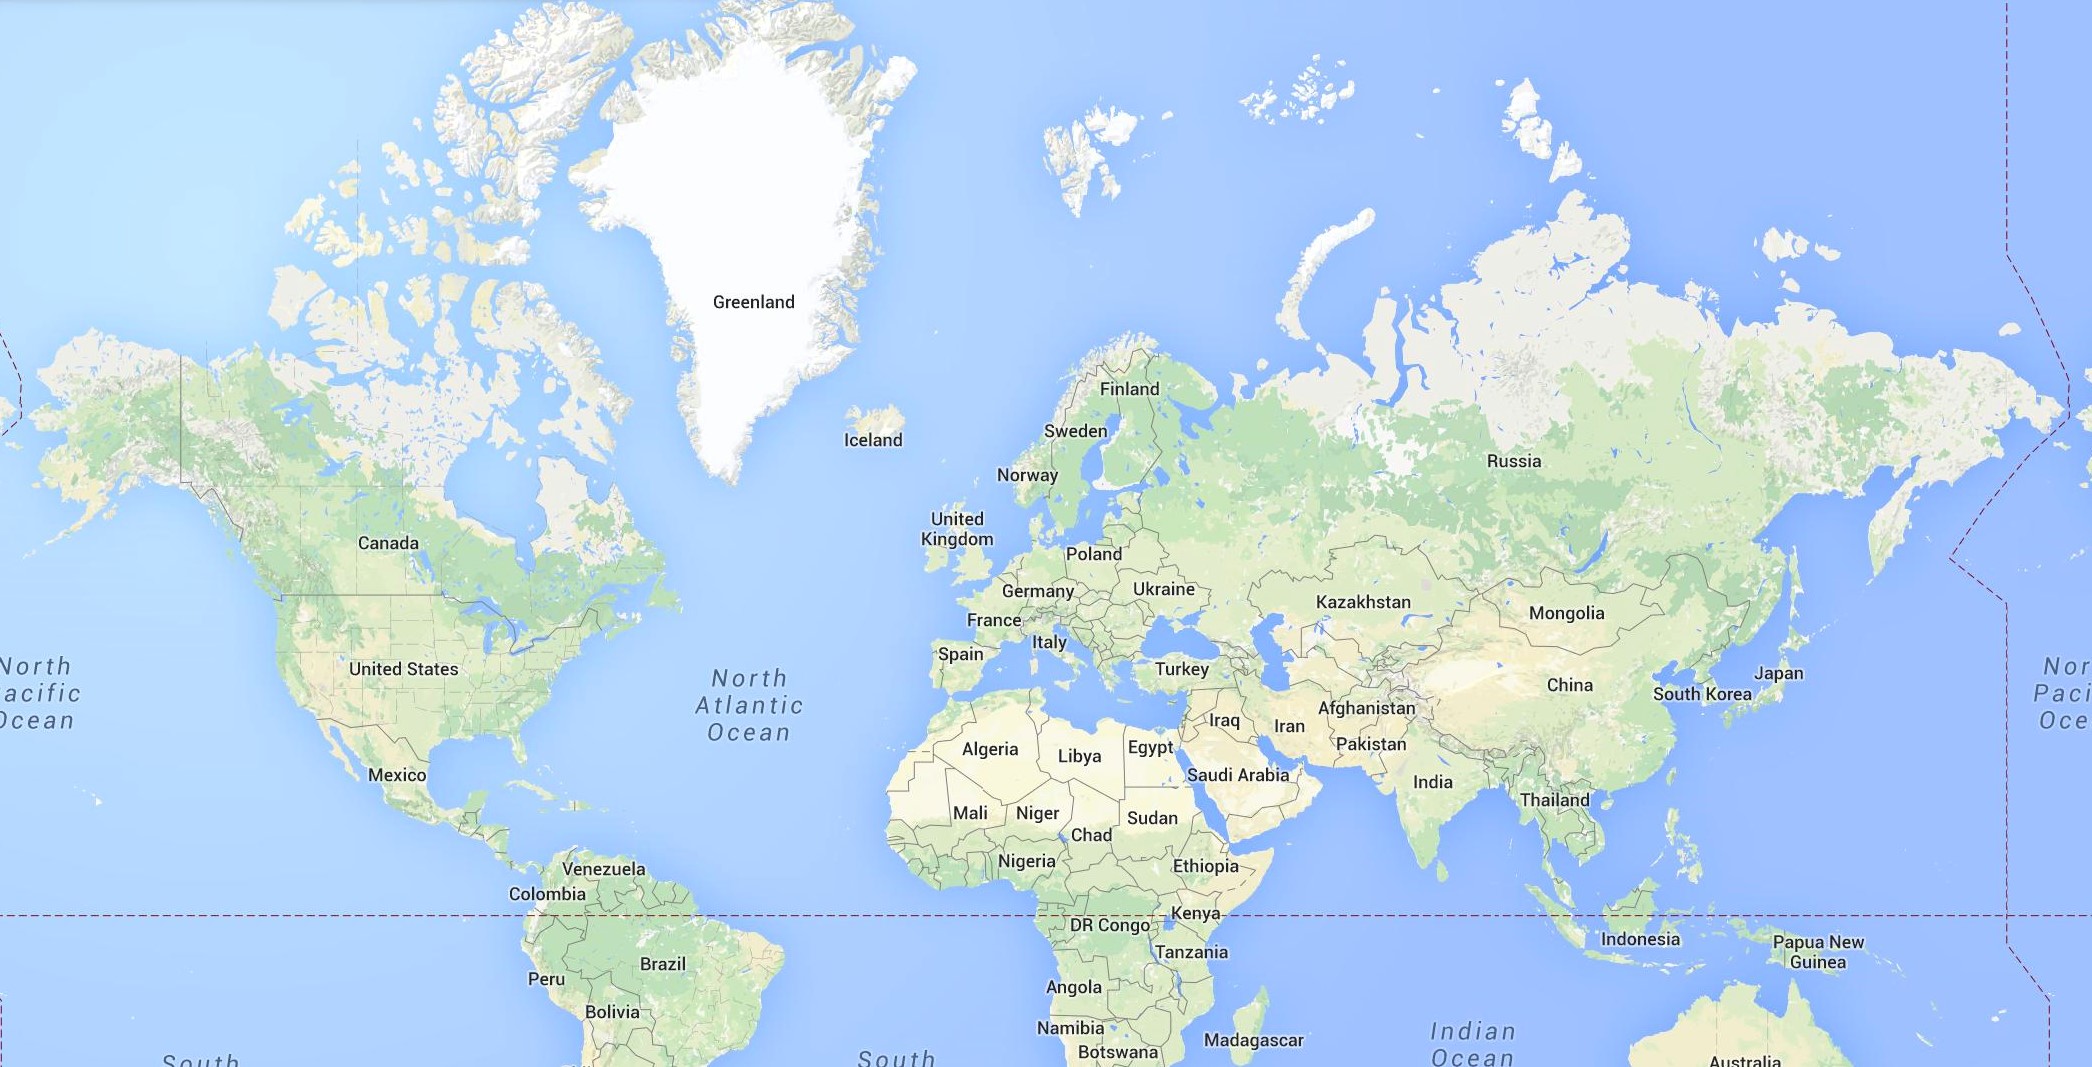 Greenland
Finland
Iceland
Sweden
Norway
Russia
United
Kingdom
Canada
Poland
Germany
Ukraine
Kazakhstan
Mongolia
France
Italy
Spain
North
acific
Ocean
United States
North
Atlantic
Ocean
Turkey
China
Japan
South Korea
Nor
Paci
Oce
Afghanistan
Iraq
Iran
Pakistan
Algeria
Libya
Egypt
Saudi Arabia
India
Mexico
Thailand
Mali
Niger
Sudan
Chad
Nigeria
Ethiopia
Venezuela
Colombia
Kenya
DR Congo
Tanzania
Indonesia
Papua New
Guinea
Brazil
Peru
Angola
Bolivia
Namibia
Botswana
Madagascar
Indian
Ocean
South
South
Australia